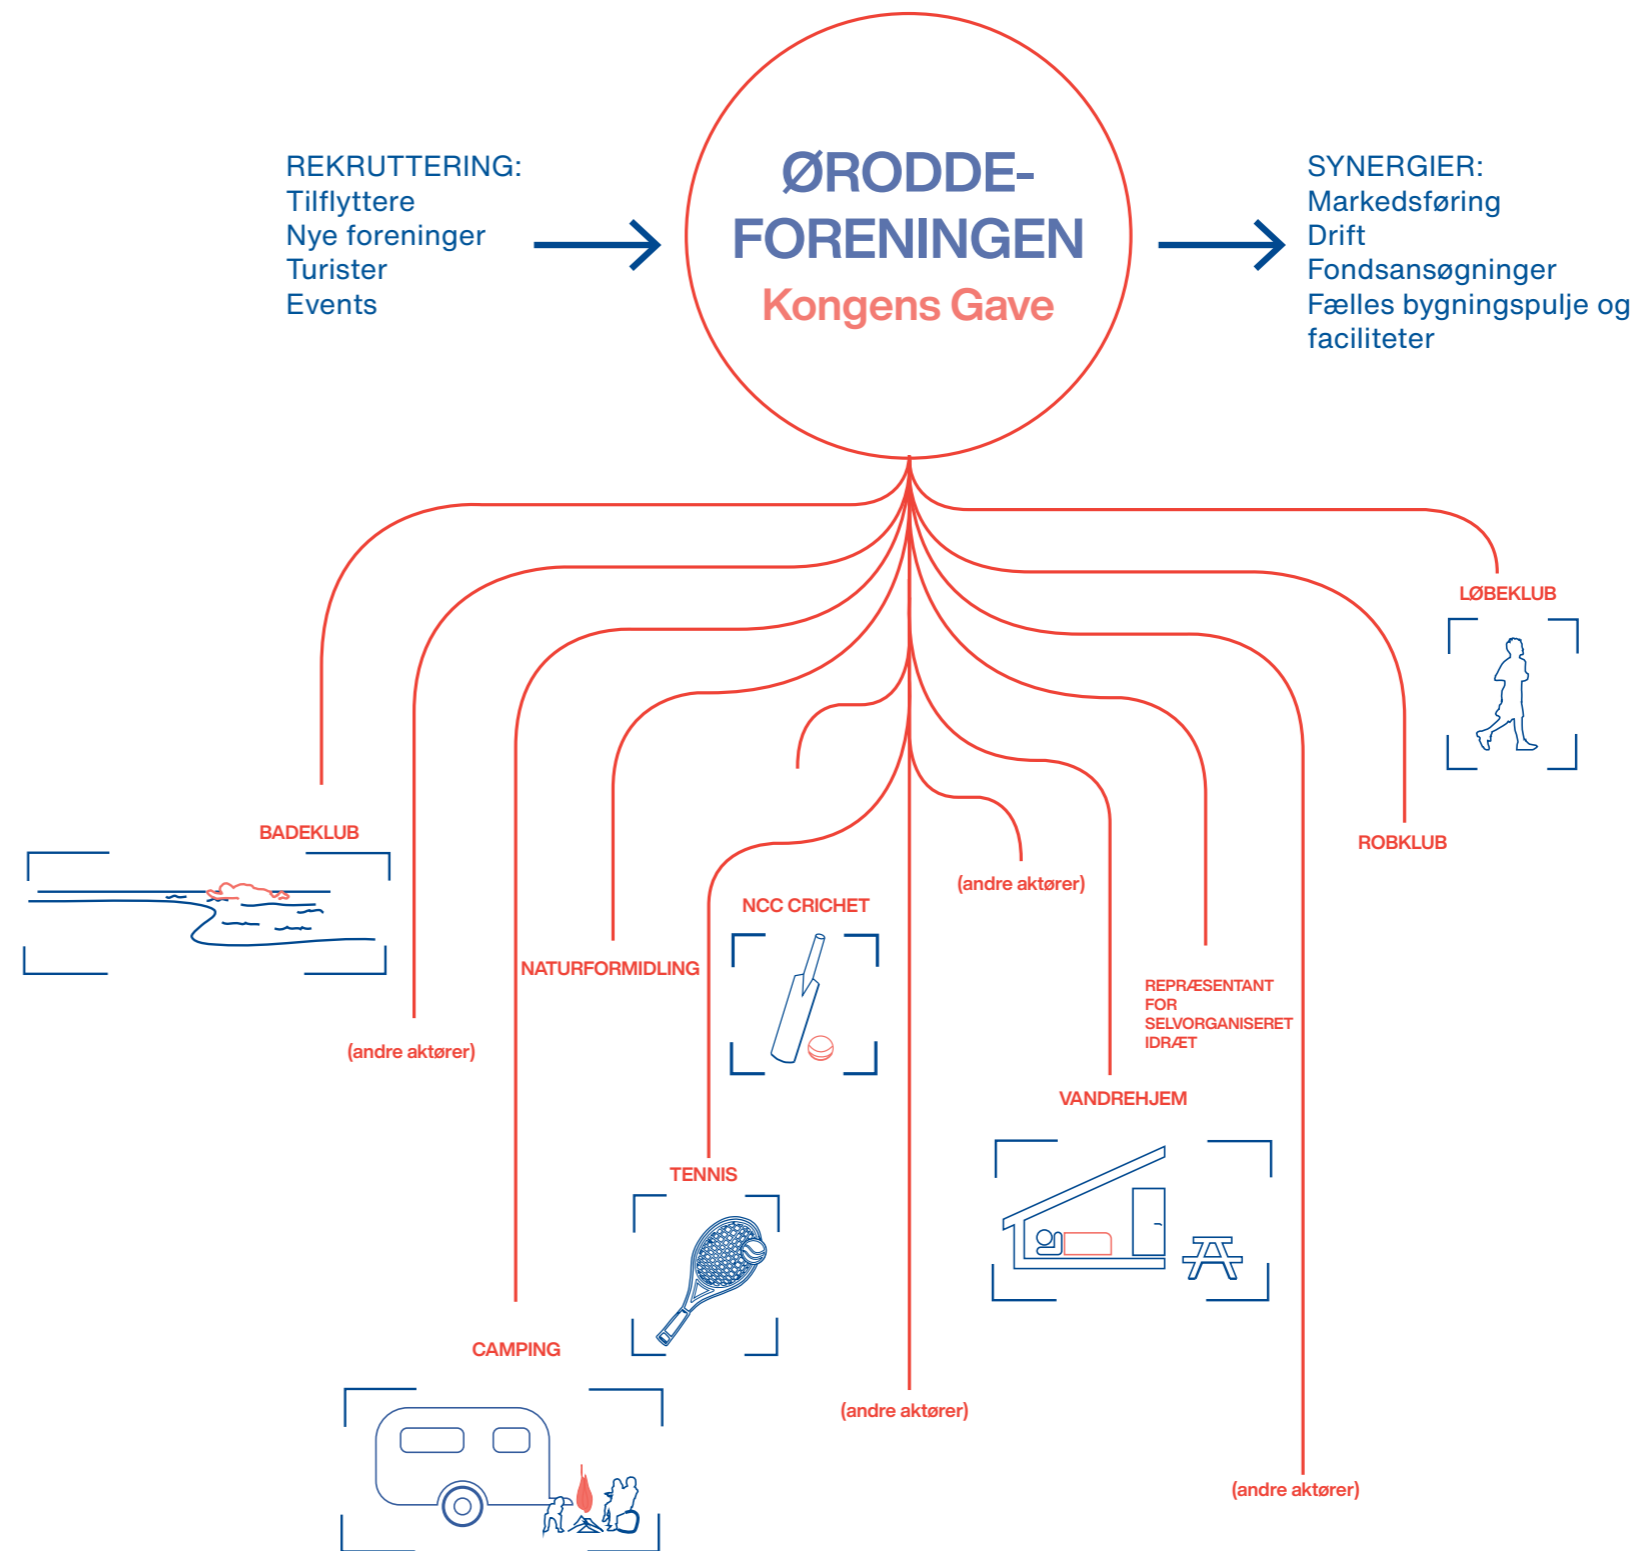 REKRUTTERING:
Tilflyttere
Nye foreninger
Turister
Events
ØRODDE-
FORENINGEN
Kongens Gave
SYNERGIER:
Markedsføring
Drift
Fondsansøgninger
Fælles bygningspulje og
faciliteter
LØBEKLUB
BADEKLUB
ROBKLUB
(andre aktører)
NCC CRICHET
NATURFORMIDLING
REPRÆSENTANT
FOR
SELVORGANISERET
IDRÆT
(andre aktører)
VANDREHJEM
TENNIS
CAMPING
(andre aktører)
(andre aktører)